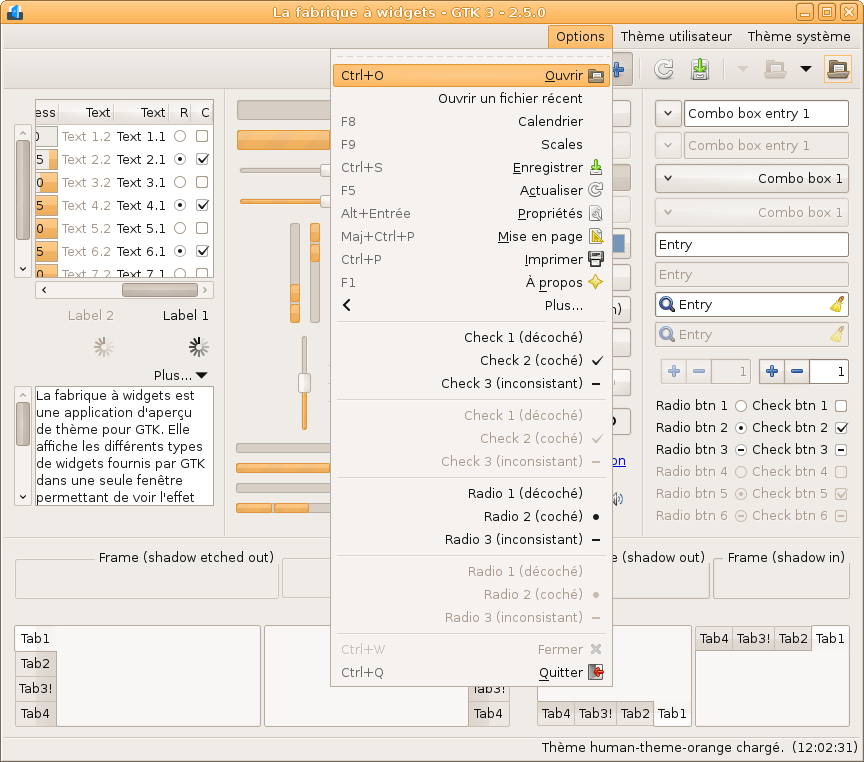 La fabrique à widgets - GTK 3 - 2.5.0
Options Thème utilisateur Thème système
Ctrl+O Ouvrir
Ouvrir un fichier récent
F8 Calendrier
F9 Scales
Ctrl+S Enregistrer
F5 Actualiser
Alt+Entrée Propriétés
Maj+Ctrl+P Mise en page
Ctrl+P Imprimer
F1 À propos
Plus...
Check 1 (décoché)
Check 2 (coché)
Check 3 (inconsistant)
Check 1 (décoché)
Check 2 (coché)
Check 3 (inconsistant)
Radio 1 (décoché)
Radio 2 (coché)
Radio 3 (inconsistant)
Radio 1 (décoché)
Radio 2 (coché)
Radio 3 (inconsistant)
Ctrl+W Fermer
Ctrl+Q Quitter
ess Text Text R C
0 Text 1.2 Text 1.1
5 Text 2.2 Text 2.1
0 Text 3.2 Text 3.1
5 Text 4.2 Text 4.1
0 Text 5.2 Text 5.1
5 Text 6.2 Text 6.1
0 Text 7.2 Text 7.1
Label 2 Label 1
Plus...
La fabrique à widgets est
une application d'aperçu
de thème pour GTK. Elle
affiche les différents types
de widgets fournis par GTK
dans une seule fenêtre
permettant de voir l'effet
n)
on
Combo box entry 1
Combo box entry 1
Combo box 1
Combo box 1
Entry
Entry
Entry
Entry
1 1
Radio btn 1 Check btn 1
Radio btn 2 Check btn 2
Radio btn 3 Check btn 3
Radio btn 4 Check btn 4
Radio btn 5 Check btn 5
Radio btn 6 Check btn 6
Frame (shadow etched out) e (shadow out) Frame (shadow in)
Tab1
Tab2
Tab3!
Tab4
Tab3!
Tab4
Tab4 Tab3! Tab2 Tab1
Tab4 Tab3! Tab2 Tab1
Thème human-theme-orange chargé. (12:02:31)